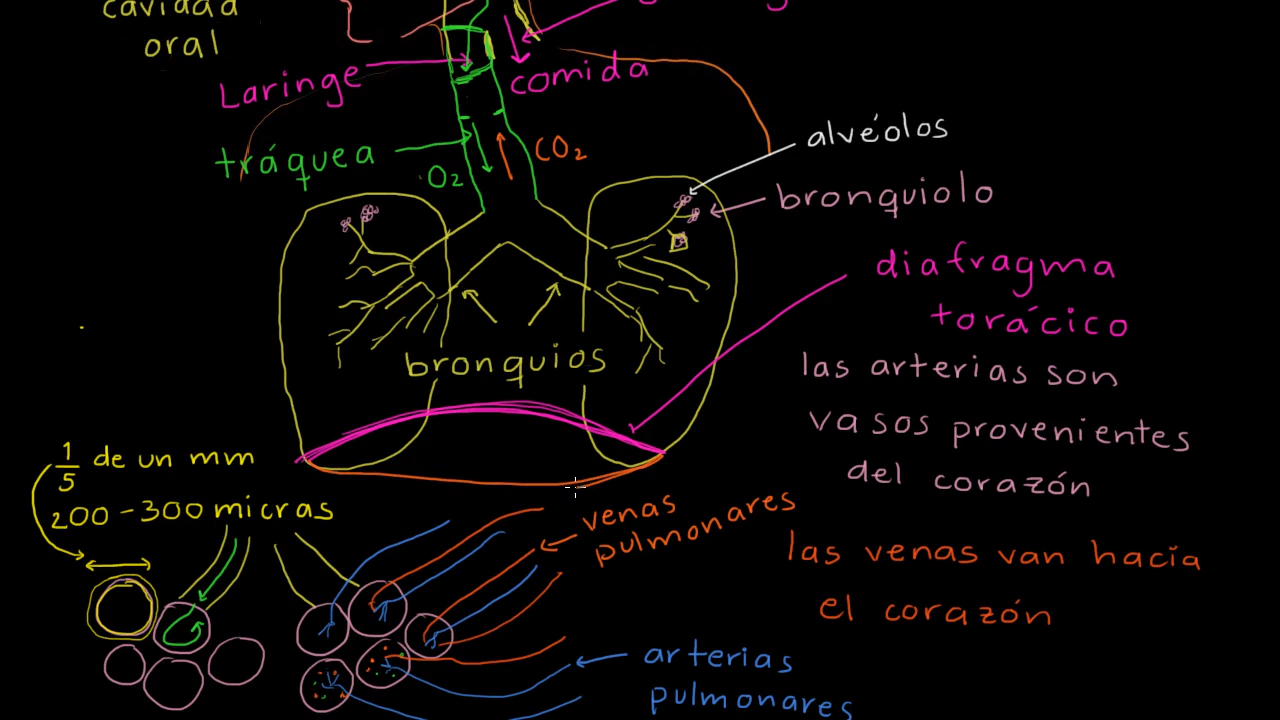 cavidad
oral
Laringe
comida
tráquea
O₂
CO₂
alvéolos
bronquiolo
diafragma
torácico
bronquios
las arterias son
vasos provenientes
del corazón
1/5 de un mm
200 - 300 micras
venas
pulmonares
las venas van hacia
el corazón
arterias
pulmonares